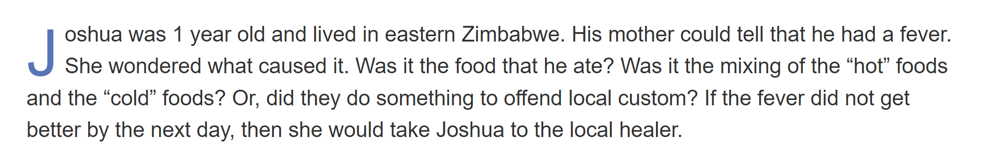 Joshua was 1 year old and lived in eastern Zimbabwe. His mother could tell that he had a fever.
She wondered what caused it. Was it the food that he ate? Was it the mixing of the “hot” foods
and the “cold” foods? Or, did they do something to offend local custom? If the fever did not get
better by the next day, then she would take Joshua to the local healer.